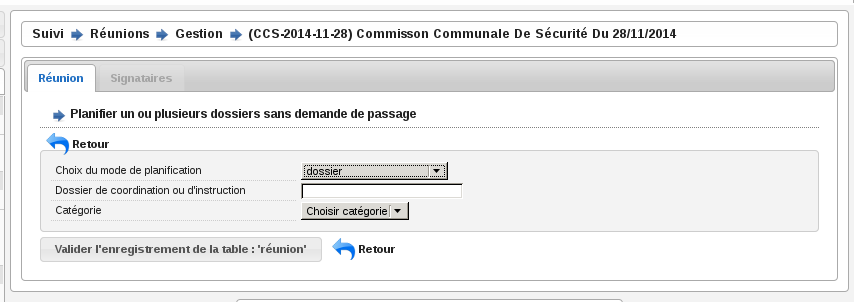 Suivi Réunions Gestion (CCS-2014-11-28) Commisson Communale De Sécurité Du 28/11/2014
Réunion Signataires
Planifier un ou plusieurs dossiers sans demande de passage
Retour
Choix du mode de planification dossier
Dossier de coordination ou d'instruction
Catégorie Choisir catégorie
Valider l'enregistrement de la table : 'réunion' Retour